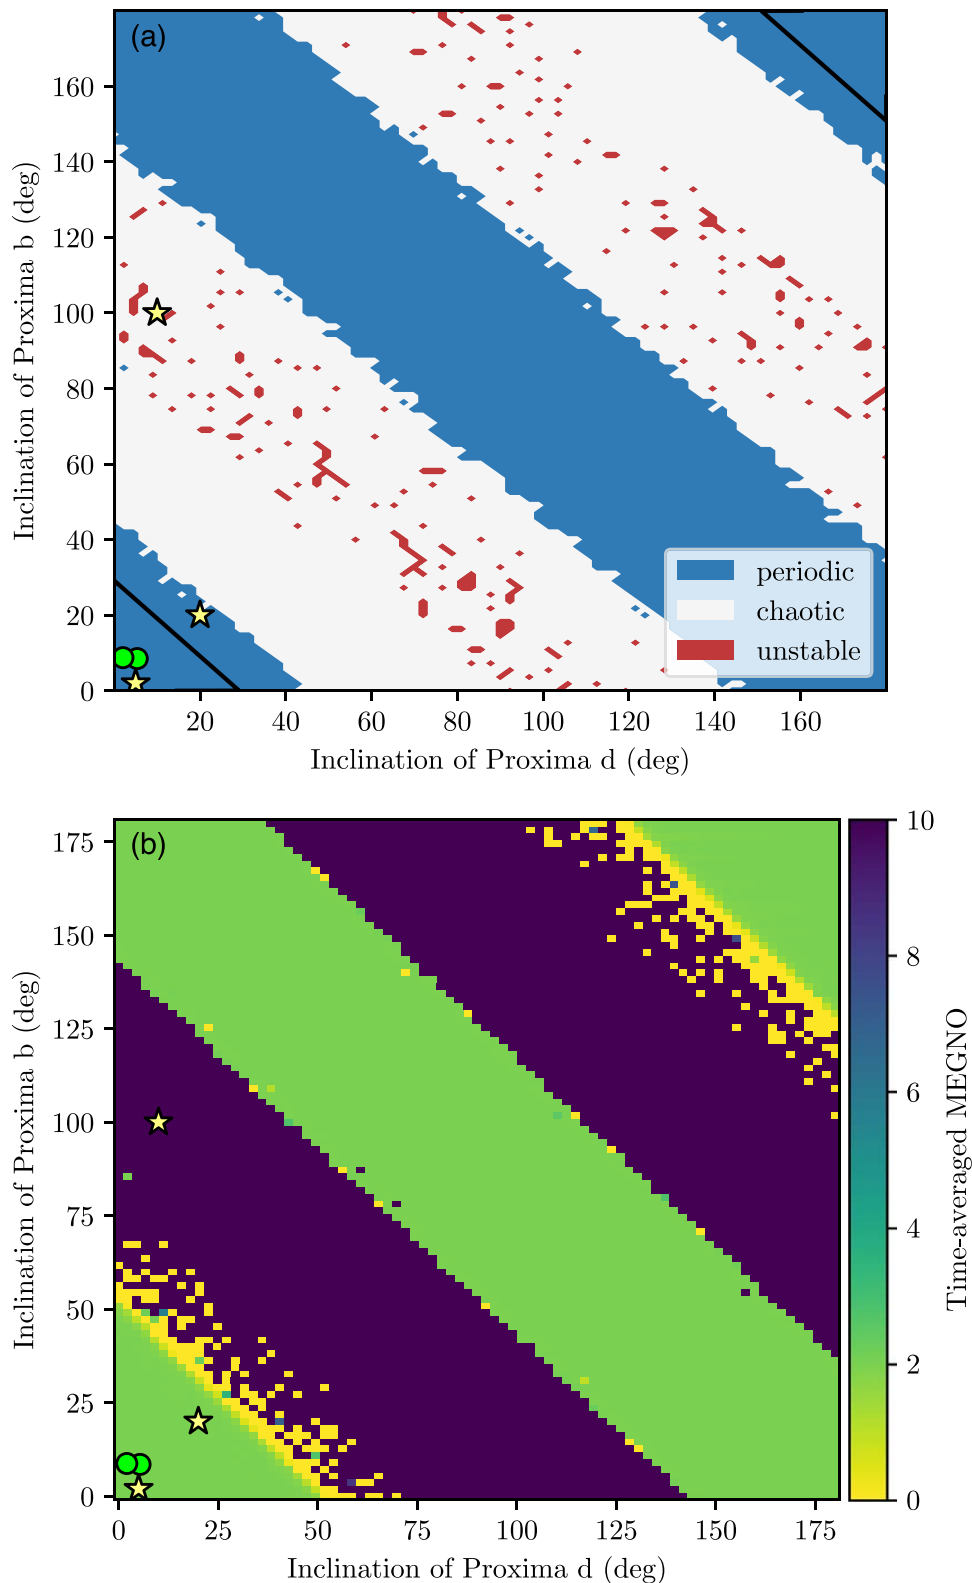 (a)
160
140
120
100
80
60
40
20
0
Inclination of Proxima b (deg)
periodic
chaotic
unstable
20 40 60 80 100 120 140 160
Inclination of Proxima d (deg)
(b)
175
150
125
100
75
50
25
0
Inclination of Proxima b (deg)
0 25 50 75 100 125 150 175
Inclination of Proxima d (deg)
10
8
6
4
2
0
Time-averaged MEGNO